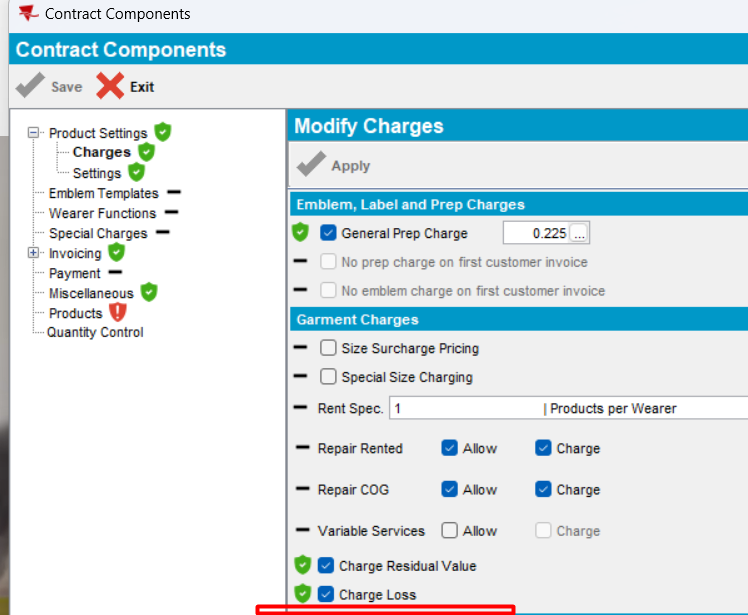 Contract Components
Contract Components
Save Exit
Product Settings
Charges
Settings
Emblem Templates
Wearer Functions
Special Charges
Invoicing
Payment
Miscellaneous
Products
Quantity Control
Modify Charges
Apply
Emblem, Label and Prep Charges
General Prep Charge 0.225 ...
No prep charge on first customer invoice
No emblem charge on first customer invoice
Garment Charges
Size Surcharge Pricing
Special Size Charging
Rent Spec. 1 | Products per Wearer
Repair Rented Allow Charge
Repair COG Allow Charge
Variable Services Allow Charge
Charge Residual Value
Charge Loss